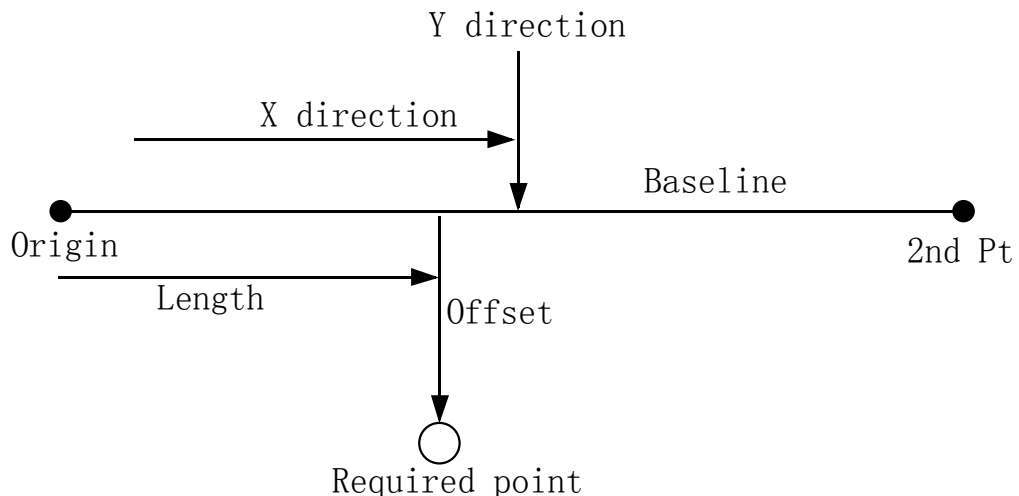 Y direction
X direction
Baseline
Origin
2nd Pt
Length
Offset
Required point